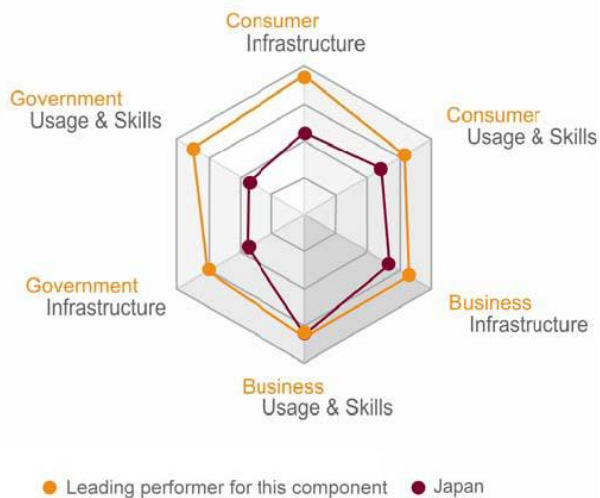 Consumer
Infrastructure
Government
Usage & Skills
Consumer
Usage & Skills
Government
Infrastructure
Business
Infrastructure
Business
Usage & Skills
Leading performer for this component
Japan